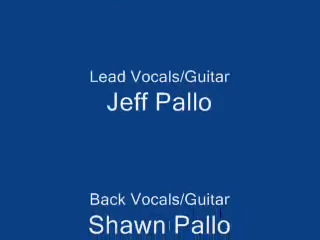 Lead Vocals/Guitar
Jeff Pallo
Back Vocals/Guitar
Shawn Pallo